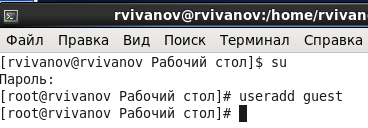 rvivanov@rvivanov:/home/rvivan
Файл Правка Вид Поиск Терминал Справка
[rvivanov@rvivanov Рабочий стол]$ su
Пароль:
[root@rvivanov Рабочий стол]# useradd guest
[root@rvivanov Рабочий стол]#